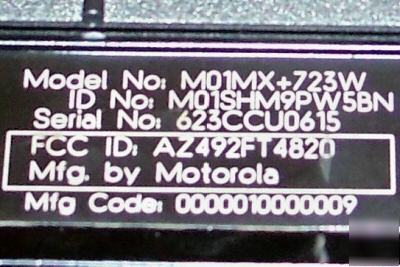 Model No: M01MX+723W
ID No: M01SHM9PW5BN
Serial No: 623CCU0615
FCC ID: AZ492FT4820
Mfg. by Motorola
Mfg Code: 0000010000009